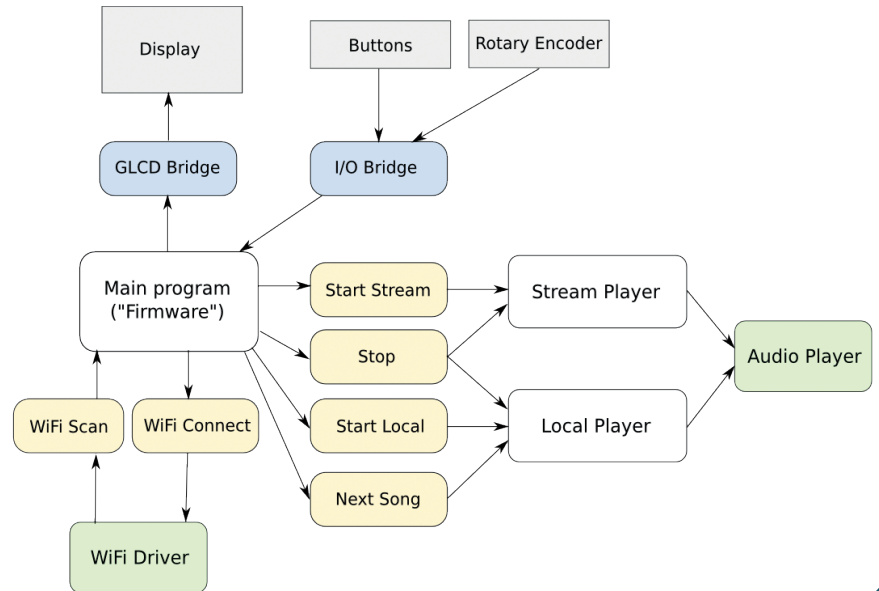 Display
Buttons
Rotary Encoder
GLCD Bridge
I/O Bridge
Main program
("Firmware")
Start Stream
Stream Player
Stop
Audio Player
WiFi Scan
WiFi Connect
Start Local
Local Player
Next Song
WiFi Driver